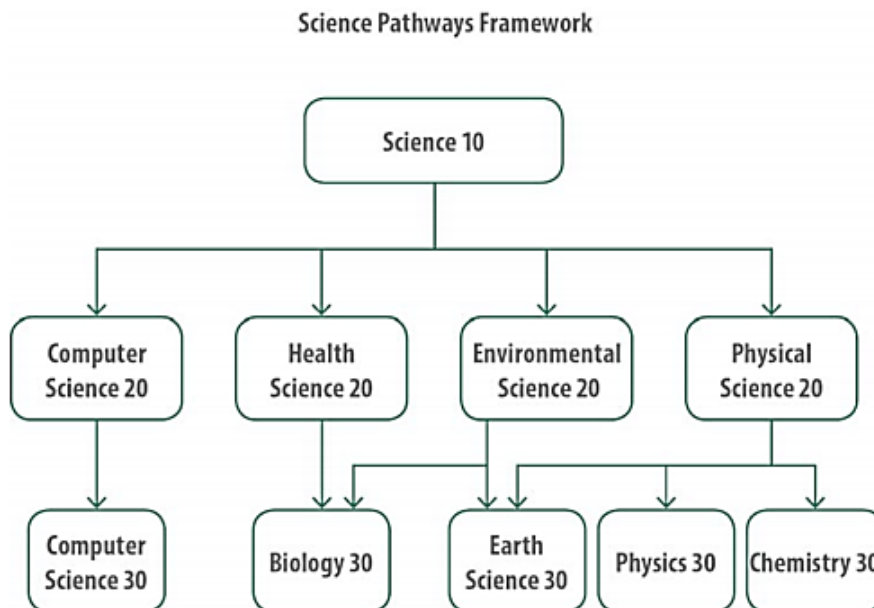 Science Pathways Framework
Science 10
Computer
Science 20
Health
Science 20
Environmental
Science 20
Physical
Science 20
Computer
Science 30
Biology 30
Earth
Science 30
Physics 30
Chemistry 30